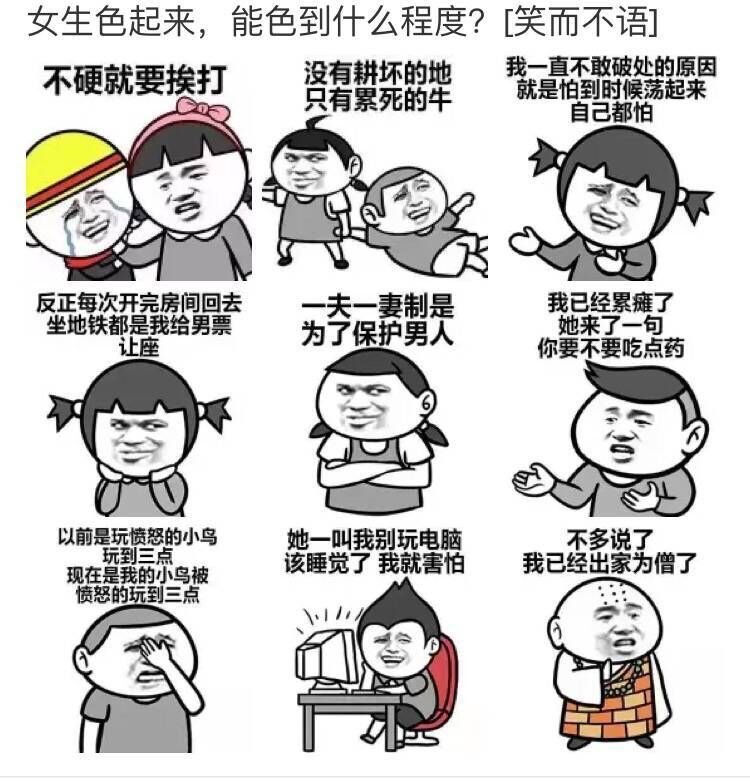 女生色起来，能色到什么程度？[笑而不语]
不硬就要挨打
没有耕坏的地
只有累死的牛
我一直不敢破处的原因
就是怕到时候荡起来
自己都怕
反正每次开完房间回去
坐地铁都是我给男票
让座
一夫一妻制是
为了保护男人
我已经累瘫了
她来了一句
你要不要吃点药
以前是玩愤怒的小鸟
玩到三点
现在是我的小鸟被
愤怒的玩到三点
她一叫我别玩电脑
该睡觉了 我就害怕
不多说了
我已经出家为僧了